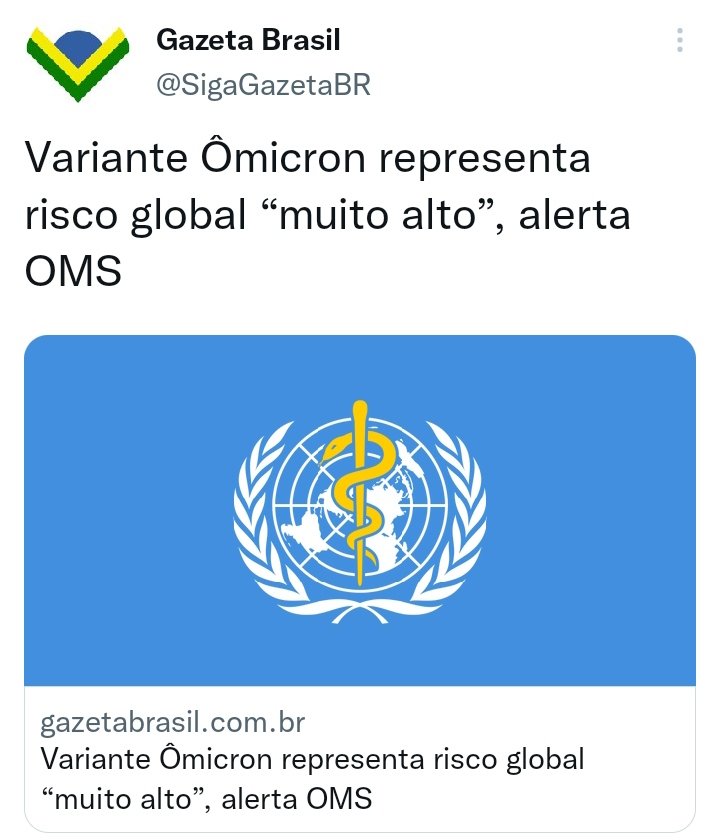 Gazeta Brasil
@SigaGazetaBR
Variante Ômicron representa
risco global “muito alto”, alerta
OMS
gazetabrasil.com.br
Variante Ômicron representa risco global
“muito alto”, alerta OMS